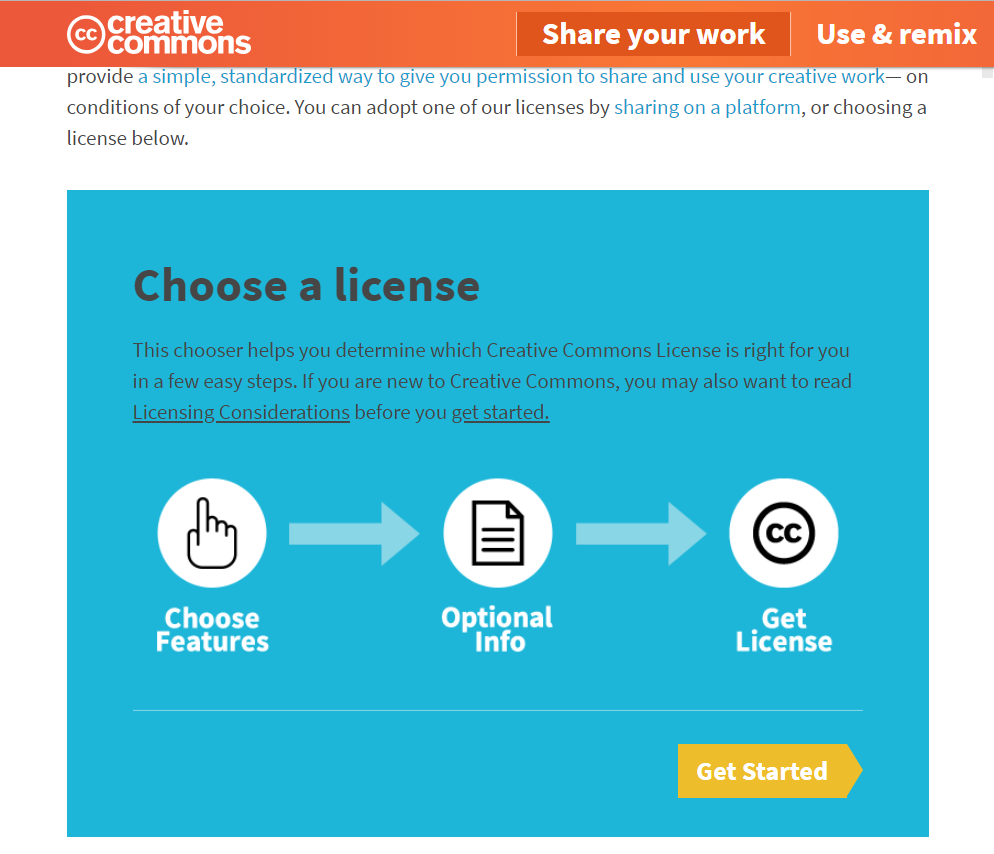 cc creative commons
Share your work
Use & remix
provide a simple, standardized way to give you permission to share and use your creative work— on
conditions of your choice. You can adopt one of our licenses by sharing on a platform, or choosing a
license below.
Choose a license
This chooser helps you determine which Creative Commons License is right for you
in a few easy steps. If you are new to Creative Commons, you may also want to read
Licensing Considerations before you get started.
cc
Choose
Features
Optional
Info
Get
License
Get Started